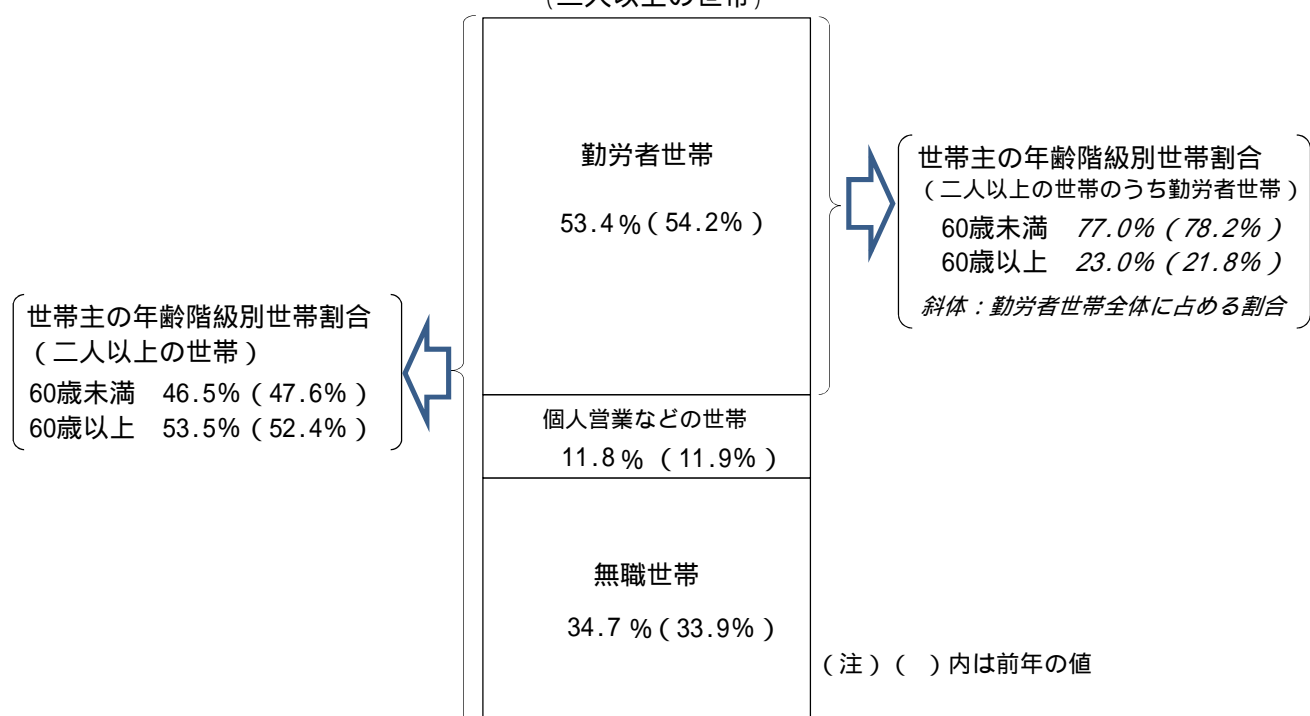 (二人以上の世帯)
勤労者世帯
53.4%(54.2%)
世帯主の年齢階級別世帯割合
(二人以上の世帯のうち勤労者世帯)
60歳未満 77.0%(78.2%)
60歳以上 23.0%(21.8%)
斜体:勤労者世帯全体に占める割合
世帯主の年齢階級別世帯割合
(二人以上の世帯)
60歳未満 46.5%(47.6%)
60歳以上 53.5%(52.4%)
個人営業などの世帯
11.8% (11.9%)
無職世帯
34.7 %(33.9%)
(注)( )内は前年の値